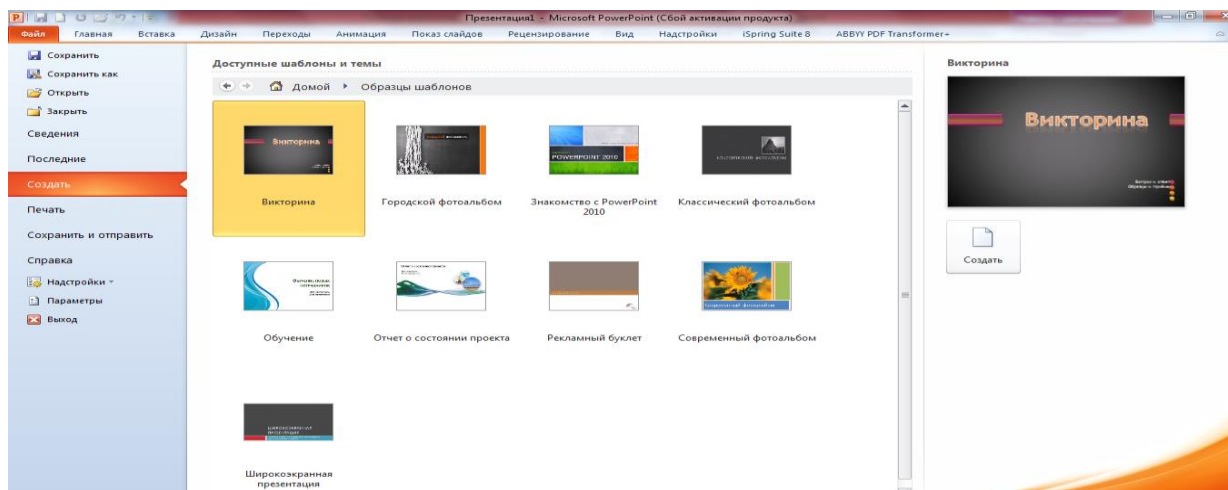 Презентация1 - Microsoft PowerPoint (Сбой активации продукта)
Файл Главная Вставка Дизайн Переходы Анимация Показ слайдов Рецензирование Вид Надстройки iSpring Suite 8 ABBYY PDF Transformer+
Сохранить
Сохранить как
Открыть
Закрыть
Сведения
Последние
Создать
Печать
Сохранить и отправить
Справка
Надстройки
Параметры
Выход
Доступные шаблоны и темы
Домой
Образцы шаблонов
Викторина
Викторина
Городской фотоальбом
POWERPOINT 2010
Знакомство с PowerPoint
2010
Классический фотоальбом
Обучение
Отчет о состоянии проекта
Рекламный буклет
Современный фотоальбом
Широкоэкранная
презентация
Викторина
Викторина
Создать